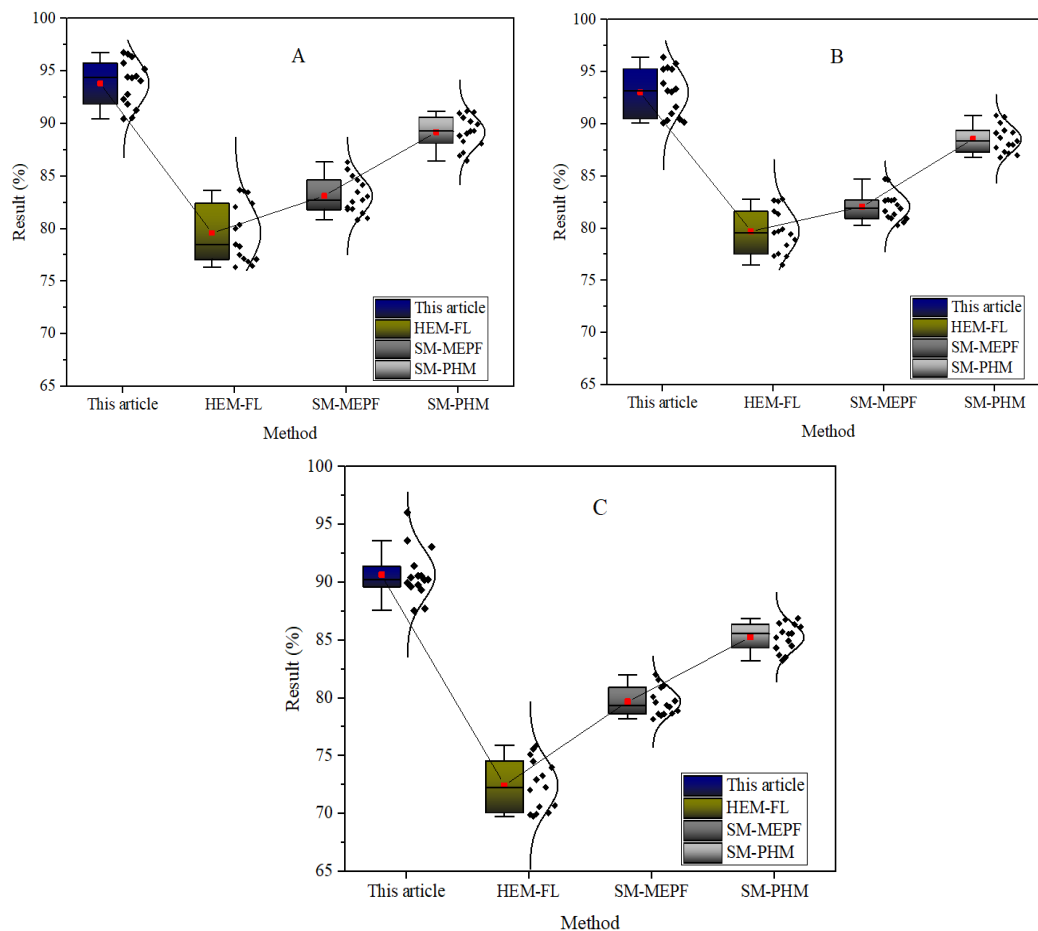 A
Result (%)
100
95
90
85
80
75
70
65
This article
HEM-FL
SM-MEPF
SM-PHM
This article
HEM-FL
SM-MEPF
SM-PHM
Method
B
Result (%)
100
95
90
85
80
75
70
65
This article
HEM-FL
SM-MEPF
SM-PHM
This article
HEM-FL
SM-MEPF
SM-PHM
Method
C
Result (%)
100
95
90
85
80
75
70
65
This article
HEM-FL
SM-MEPF
SM-PHM
This article
HEM-FL
SM-MEPF
SM-PHM
Method